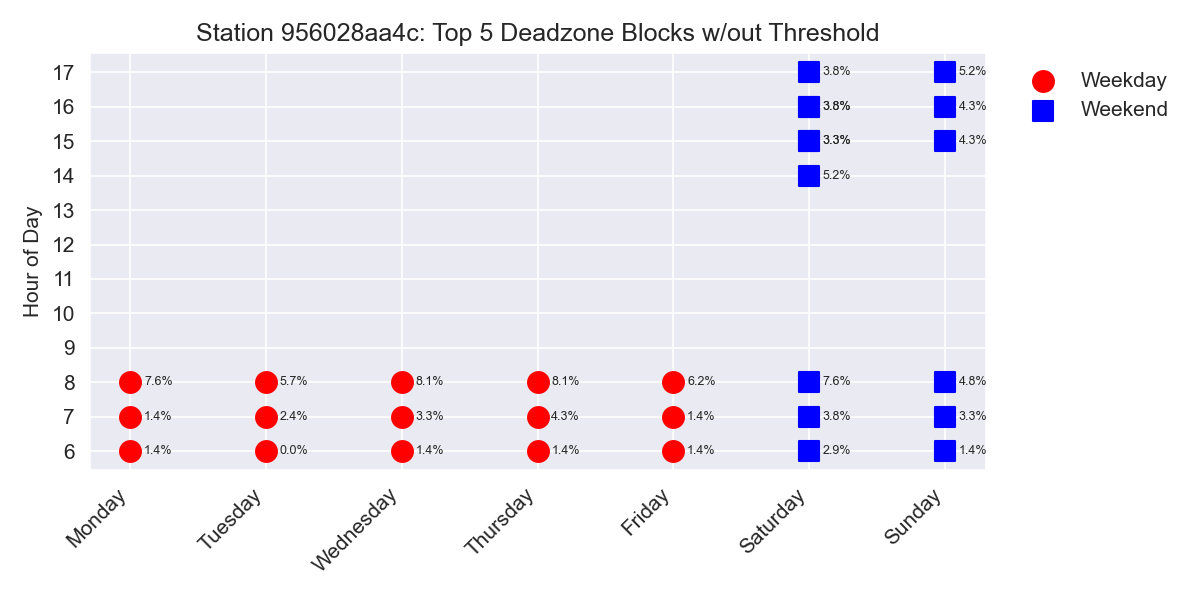 Station 956028aa4c: Top 5 Deadzone Blocks w/out Threshold
Weekday
Weekend
Hour of Day
17 3.8% 5.2%
16 3.8% 4.3%
15 3.3% 4.3%
14 5.2%
13
12
11
10
9
8 7.6% 5.7% 8.1% 8.1% 6.2% 7.6% 4.8%
7 1.4% 2.4% 3.3% 4.3% 1.4% 3.8% 3.3%
6 1.4% 0.0% 1.4% 1.4% 1.4% 2.9% 1.4%
Monday Tuesday Wednesday Thursday Friday Saturday Sunday